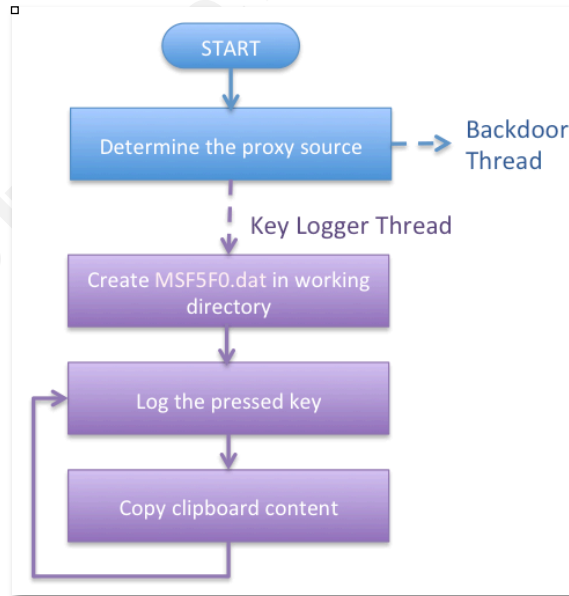 START
Determine the proxy source
Backdoor
Thread
Key Logger Thread
Create MSF5F0.dat in working
directory
Log the pressed key
Copy clipboard content